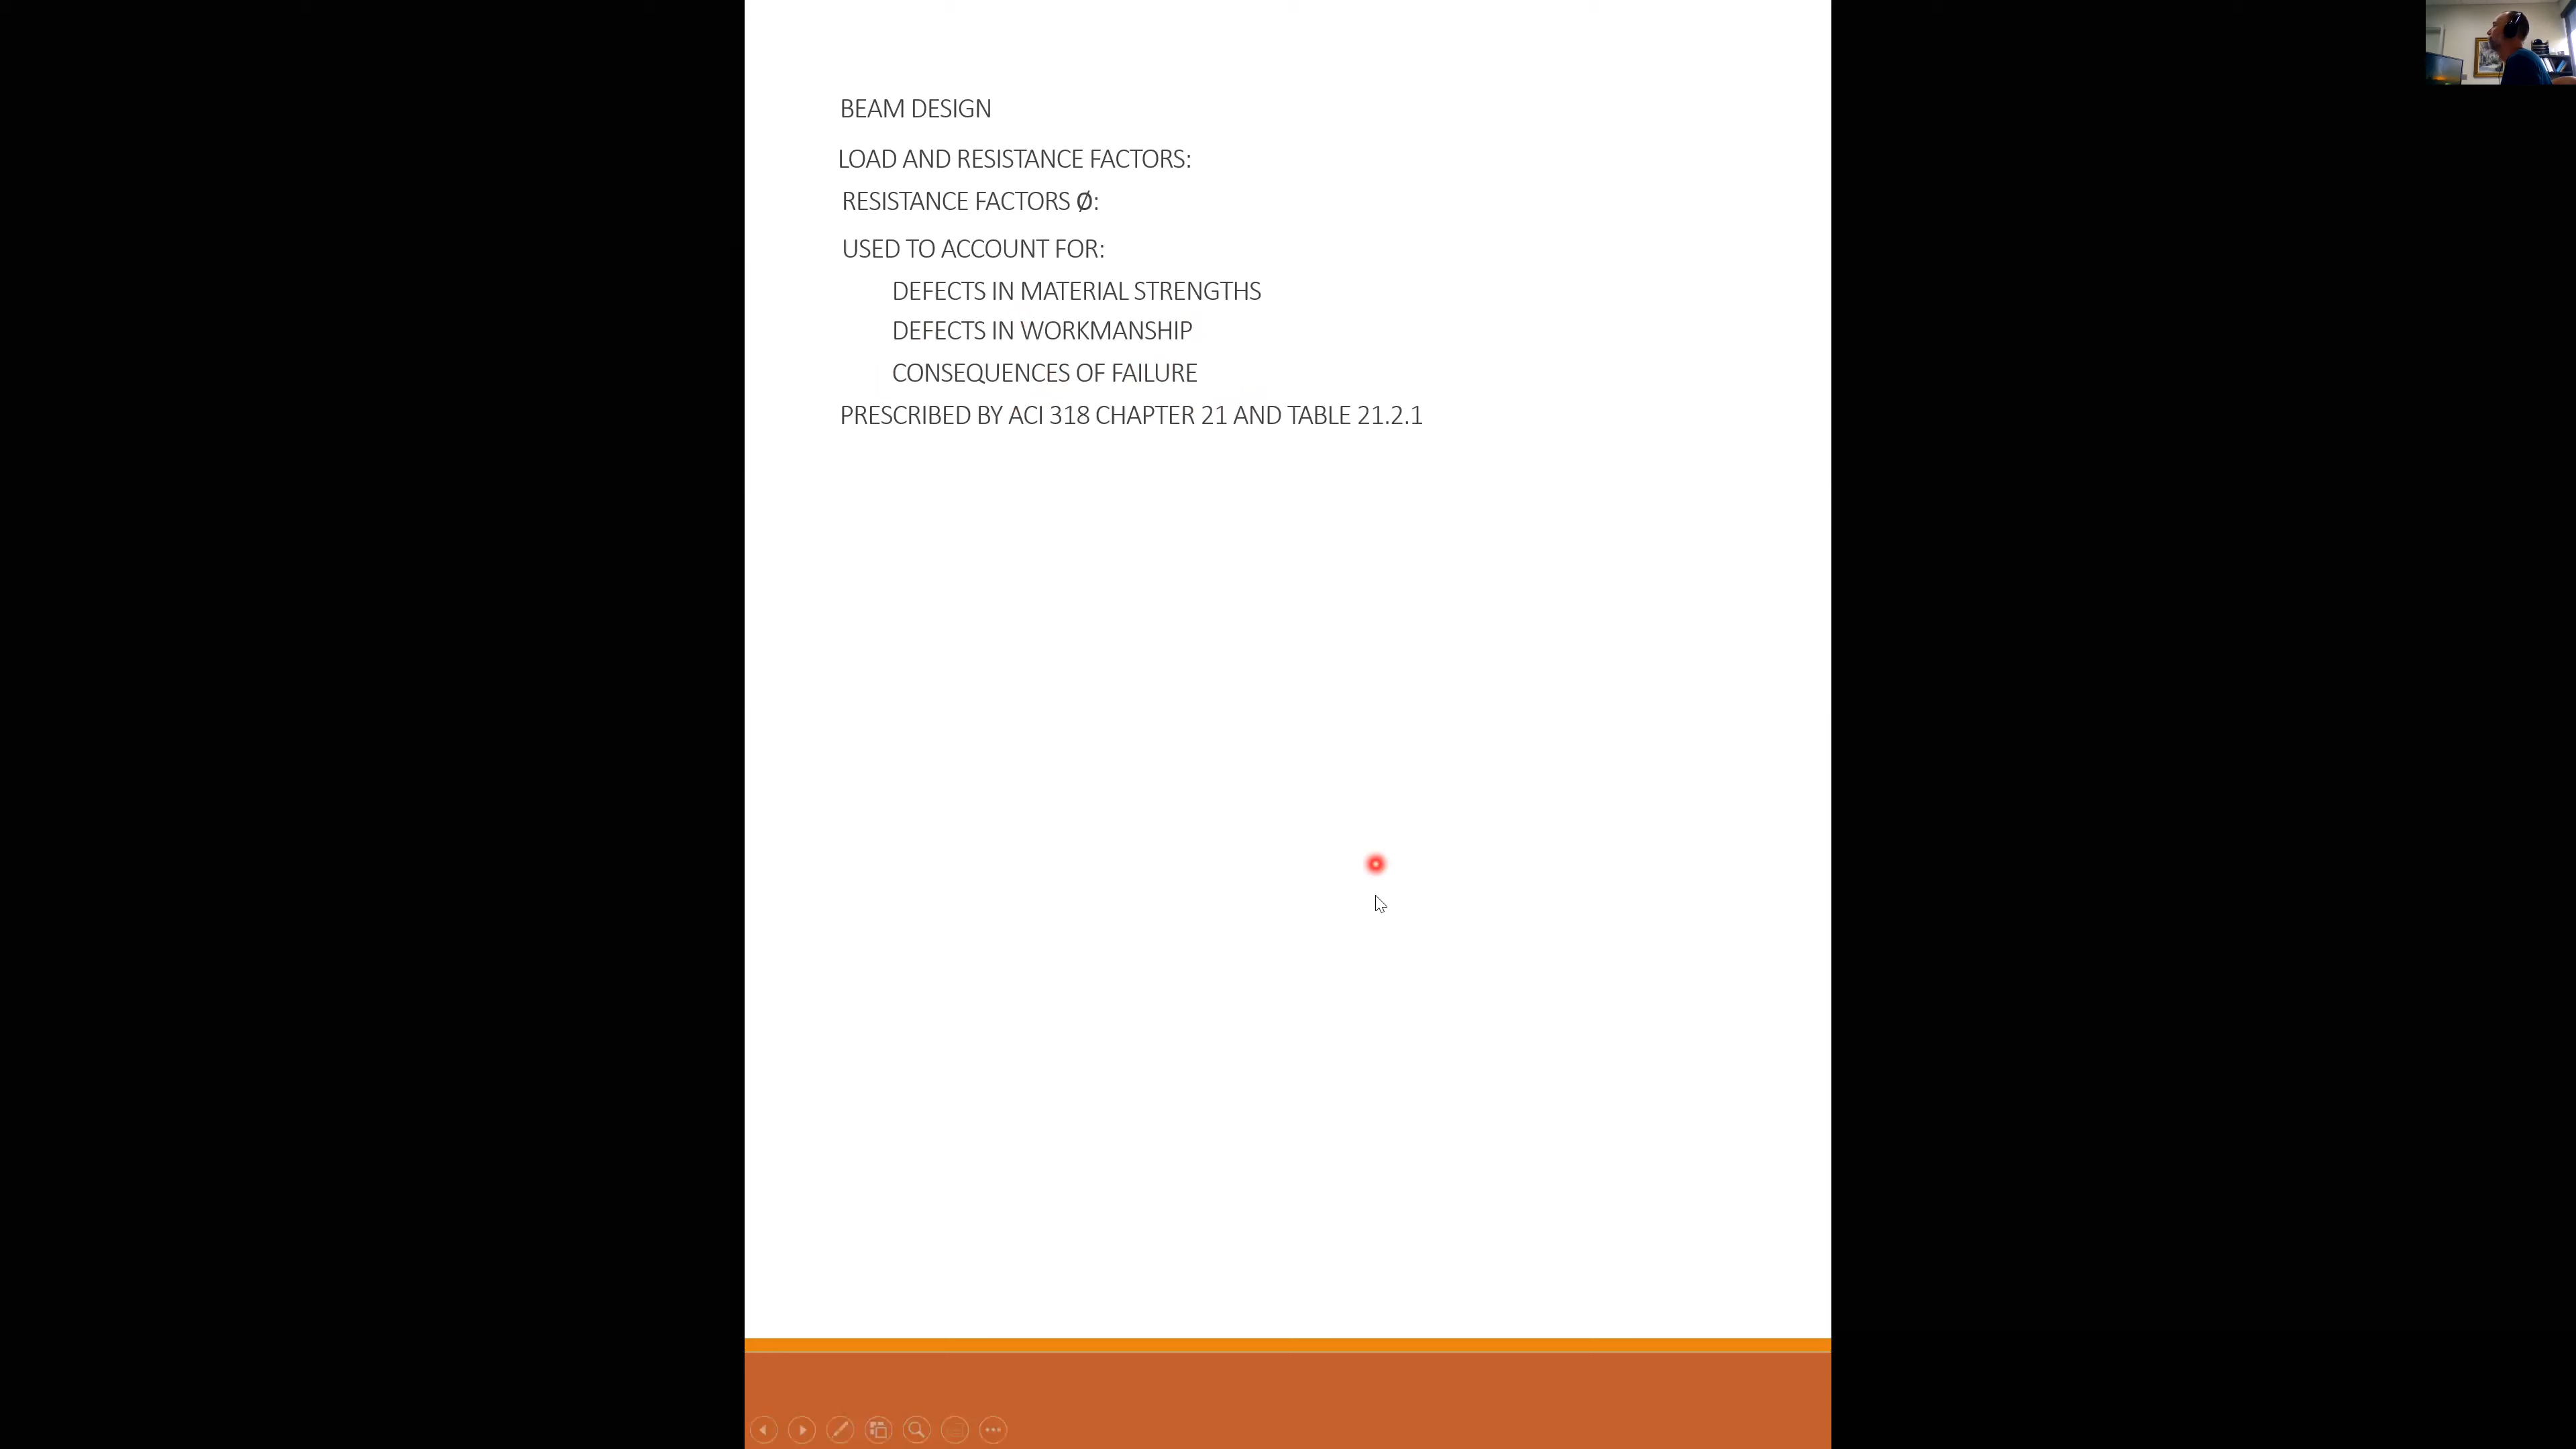 BEAM DESIGN
LOAD AND RESISTANCE FACTORS:
RESISTANCE FACTORS Ø:
USED TO ACCOUNT FOR:
DEFECTS IN MATERIAL STRENGTHS
DEFECTS IN WORKMANSHIP
CONSEQUENCES OF FAILURE
PRESCRIBED BY ACI 318 CHAPTER 21 AND TABLE 21.2.1